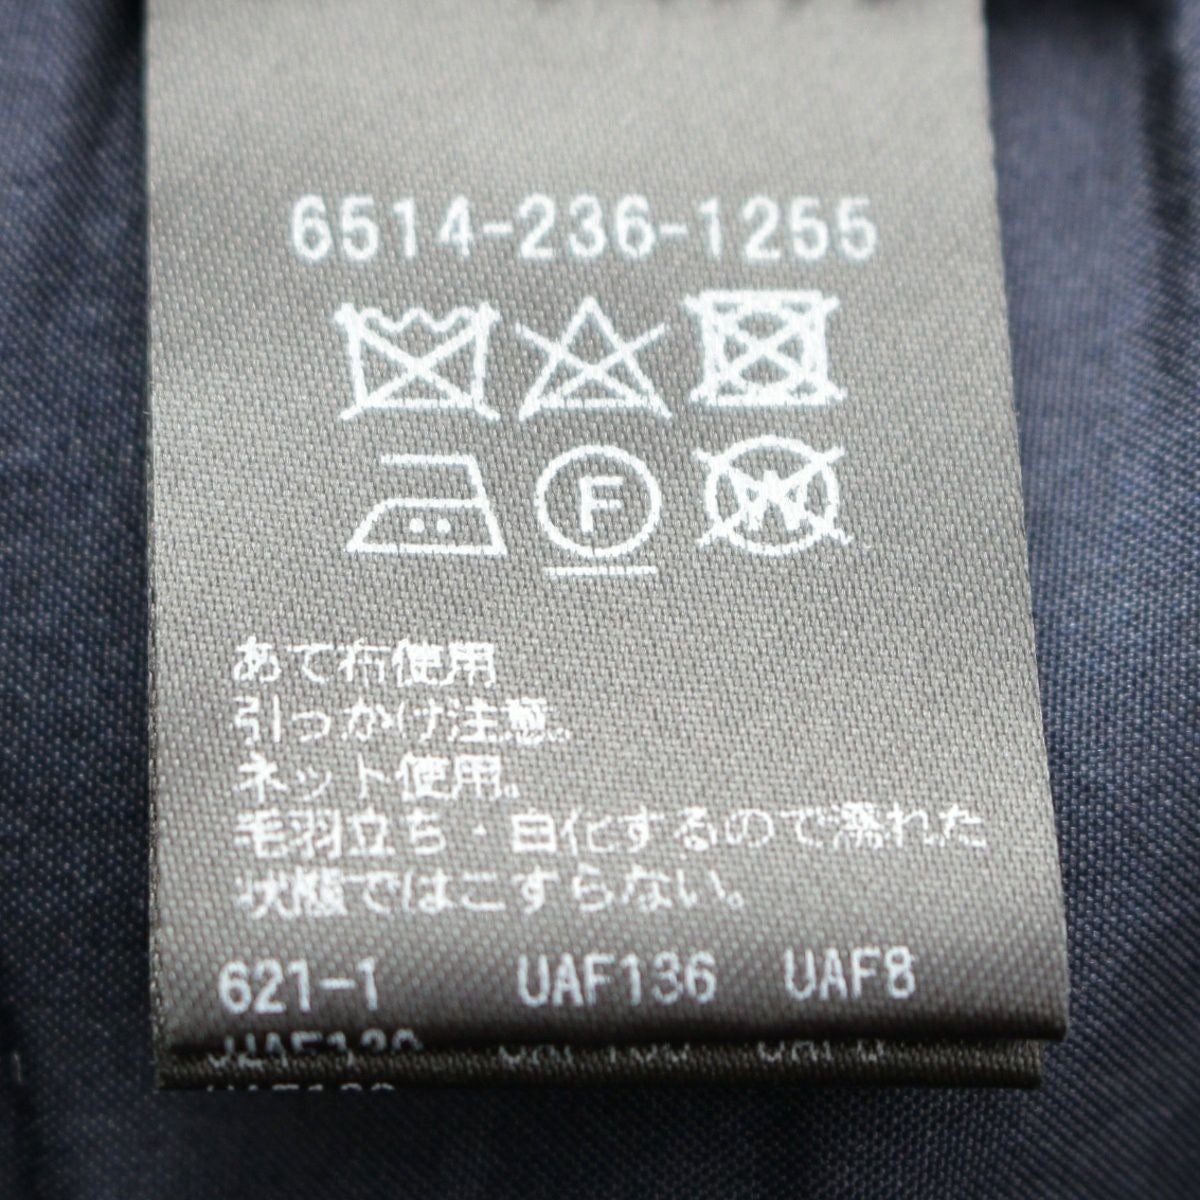 6514-236-1255
F
W
あて布使用
引っかけ注意。
ネット使用。
毛羽立ち・白化するので濡れた
状態ではこすらない。
621-1 UAF136 UAF8